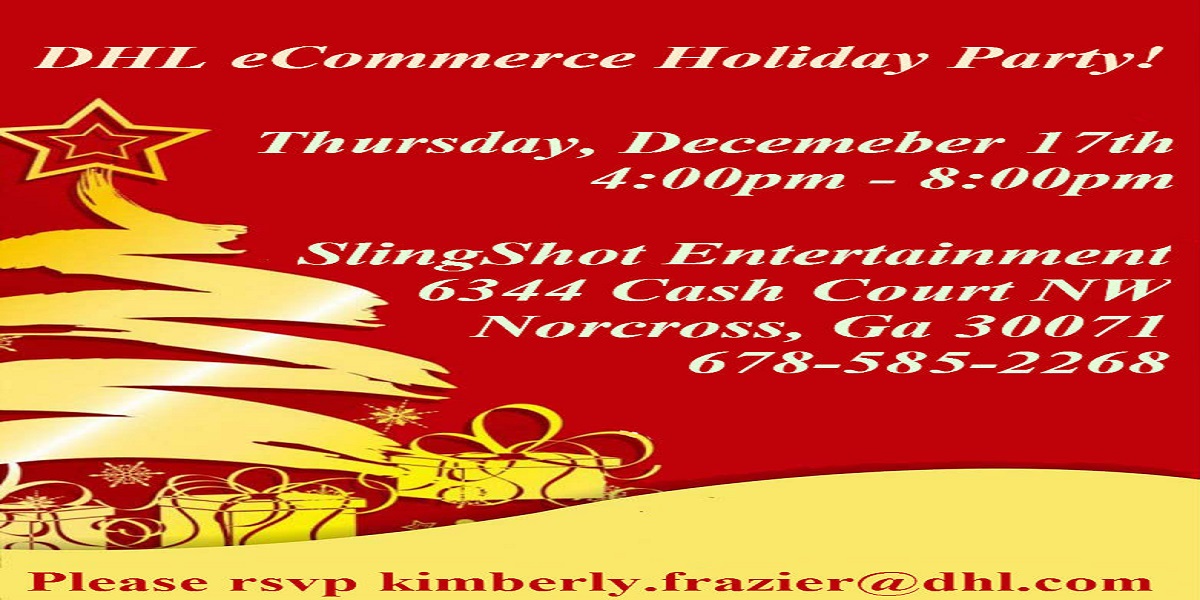 DHL eCommerce Holiday Party!
Thursday, Decemeber 17th
4:00pm - 8:00pm
SlingShot Entertainment
6344 Cash Court NW
Norcross, Ga 30071
678-585-2268
Please rsvp kimberly.frazier@dhl.com